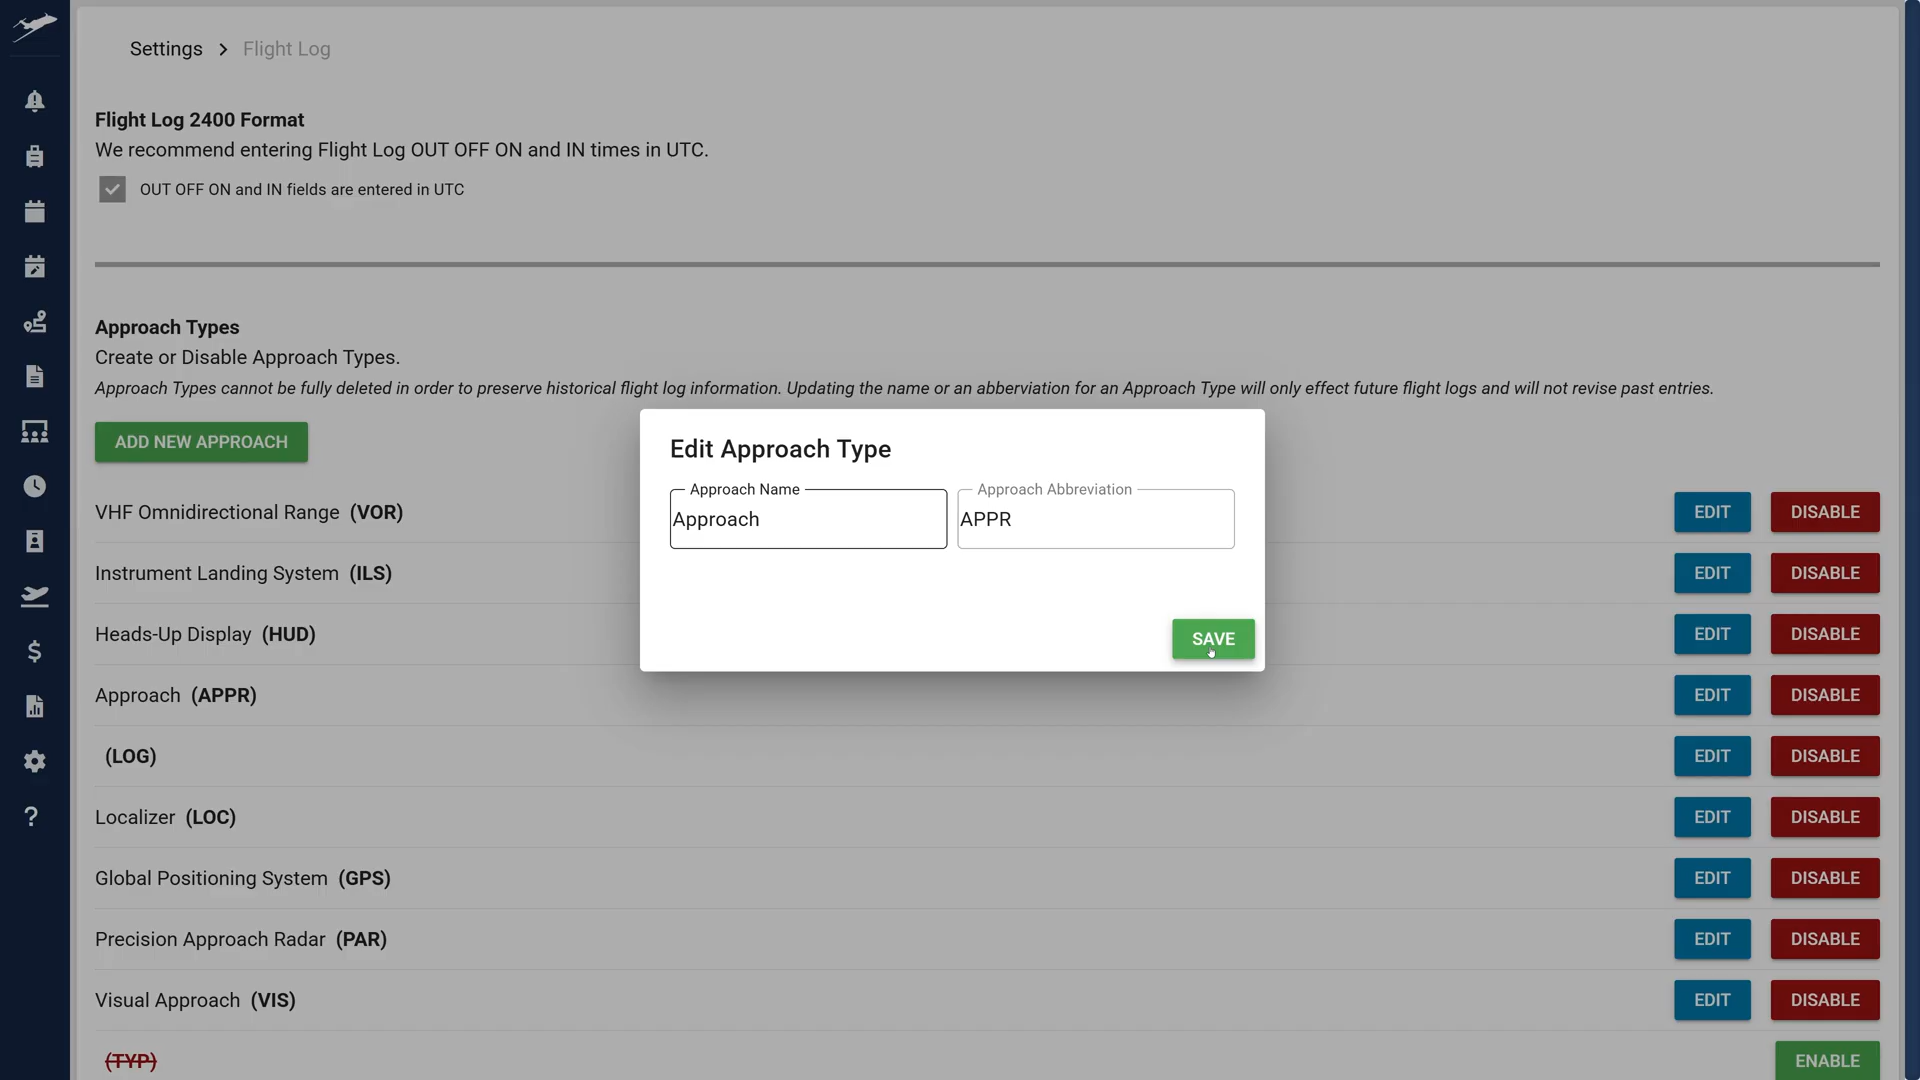 Settings > Flight Log
Flight Log 2400 Format
We recommend entering Flight Log OUT OFF ON and IN times in UTC.
OUT OFF ON and IN fields are entered in UTC
Approach Types
Create or Disable Approach Types.
Approach Types cannot be fully deleted in order to preserve historical flight log information. Updating the name or an abberviation for an Approach Type will only effect future flight logs and will not revise past entries.
ADD NEW APPROACH
Edit Approach Type
Approach Name Approach Abbreviation
Approach APPR
SAVE
VHF Omnidirectional Range (VOR) EDIT DISABLE
Instrument Landing System (ILS) EDIT DISABLE
Heads-Up Display (HUD) EDIT DISABLE
Approach (APPR) EDIT DISABLE
(LOG) EDIT DISABLE
Localizer (LOC) EDIT DISABLE
Global Positioning System (GPS) EDIT DISABLE
Precision Approach Radar (PAR) EDIT DISABLE
Visual Approach (VIS) EDIT DISABLE
(TYP) ENABLE